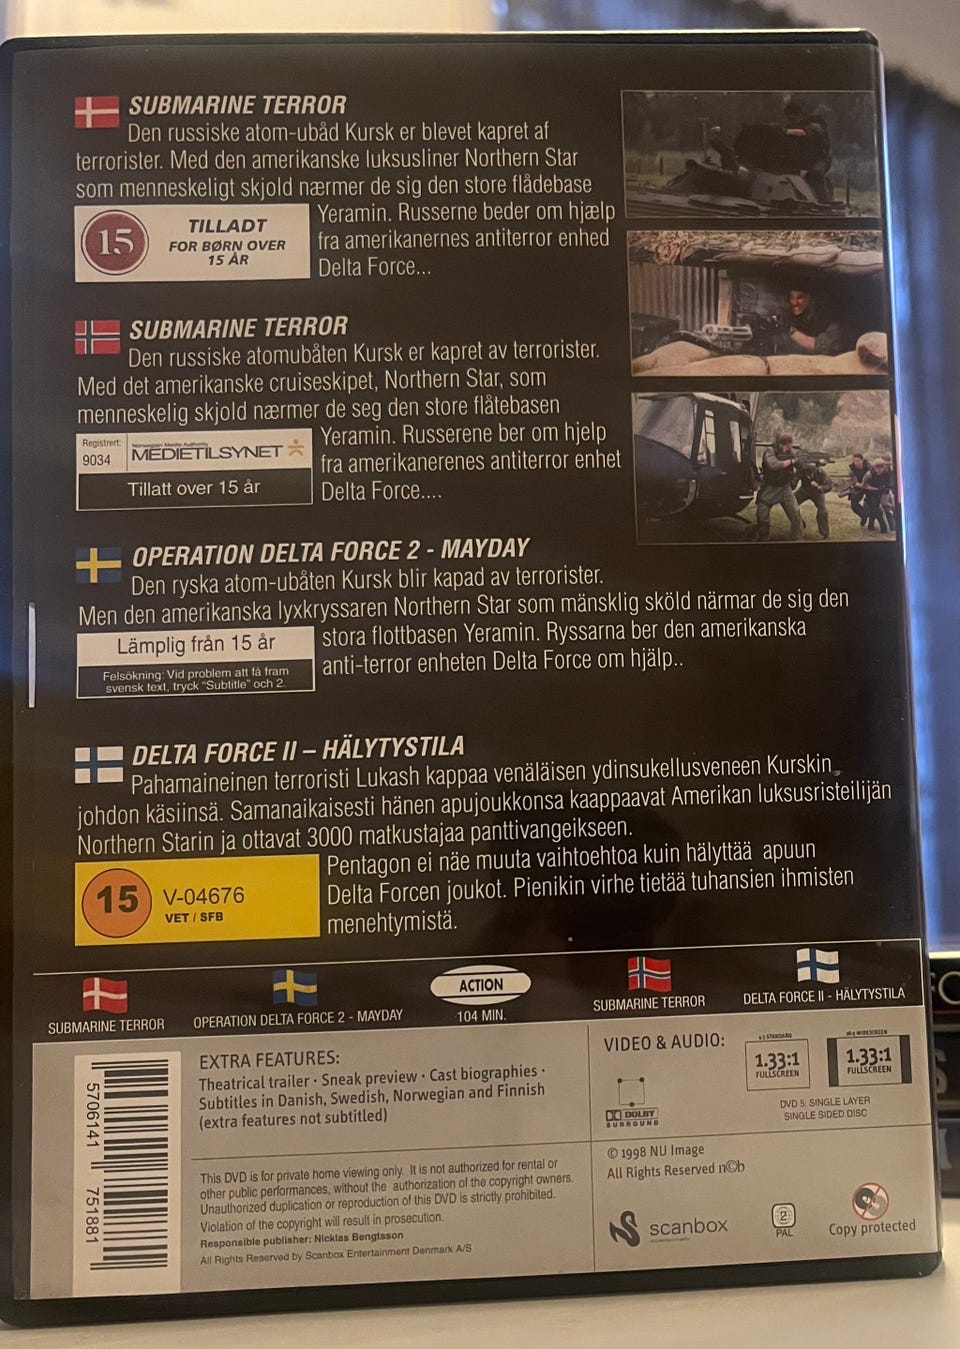 SUBMARINE TERROR
Den russiske atom-ubåd Kursk er blevet kapret af
terrorister. Med den amerikanske luksusliner Northern Star
som menneskeligt skjold nærmer de sig den store flådebase
Yeramin. Russerne beder om hjælp
fra amerikanernes antiterror enhed
Delta Force...
15
TILLADT
FOR BØRN OVER
15 ÅR
SUBMARINE TERROR
Den russiske atomubåten Kursk er kapret av terrorister.
Med det amerikanske cruiseskipet, Northern Star, som
menneskelig skjold nærmer de seg den store flåtebasen
Yeramin. Russerene ber om hjelp
fra amerikanerenes antiterror enhet
Delta Force....
Registrert:
9034
Norwegian Media Authority
MEDIETILSYNET
Tillatt over 15 år
OPERATION DELTA FORCE 2 - MAYDAY
Den ryska atom-ubåten Kursk blir kapad av terrorister.
Men den amerikanska lyxkryssaren Northern Star som mänsklig sköld närmar de sig den
stora flottbasen Yeramin. Ryssarna ber den amerikanska
anti-terror enheten Delta Force om hjälp..
Lämplig från 15 år
Felsökning: Vid problem att få fram
svensk text, tryck "Subtitle" och 2.
DELTA FORCE II – HÄLYTYSTILA
Pahamaineinen terroristi Lukash kappaa venäläisen ydinsukellusveneen Kurskin
johdon käsiinsä. Samanaikaisesti hänen apujoukkonsa kaappaavat Amerikan luksusristeilijän
Northern Starin ja ottavat 3000 matkustajaa panttivangeikseen.
Pentagon ei näe muuta vaihtoehtoa kuin hälyttää apuun
Delta Forcen joukot. Pienikin virhe tietää tuhansien ihmisten
menehtymistä.
15
V-04676
VET / SFB
SUBMARINE TERROR
OPERATION DELTA FORCE 2 - MAYDAY
ACTION
104 MIN.
SUBMARINE TERROR
DELTA FORCE II - HÄLYTYSTILA
5706141 751881
EXTRA FEATURES:
Theatrical trailer · Sneak preview · Cast biographies ·
Subtitles in Danish, Swedish, Norwegian and Finnish
(extra features not subtitled)
This DVD is for private home viewing only. It is not authorized for rental or
other public performances, without the authorization of the copyright owners.
Unauthorized duplication or reproduction of this DVD is strictly prohibited.
Violation of the copyright will result in prosecution.
Responsible publisher: Nicklas Bengtsson
All Rights Reserved by Scanbox Entertainment Denmark A/S
VIDEO & AUDIO:
DOLBY
SURROUND
4:3 STANDARD
1.33:1
FULLSCREEN
16:9 WIDESCREEN
1.33:1
FULLSCREEN
DVD 5: SINGLE LAYER
SINGLE SIDED DISC
© 1998 NU Image
All Rights Reserved n©b
scanbox
2
PAL
Copy protected